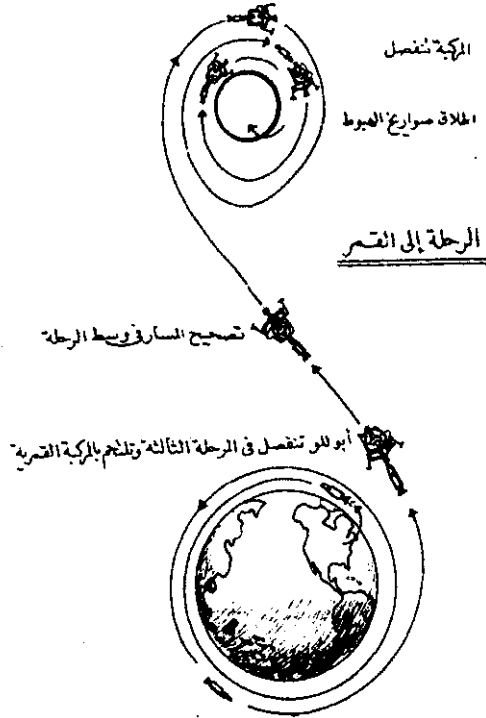 المركبة تنفصل
اطلاق صواريخ الهبوط
الرحلة إلى القمر
تصحيح المسار في وسط الرحلة
أبوللو تنفصل في المرحلة الثالثة وتلتحم بالمركبة القمرية